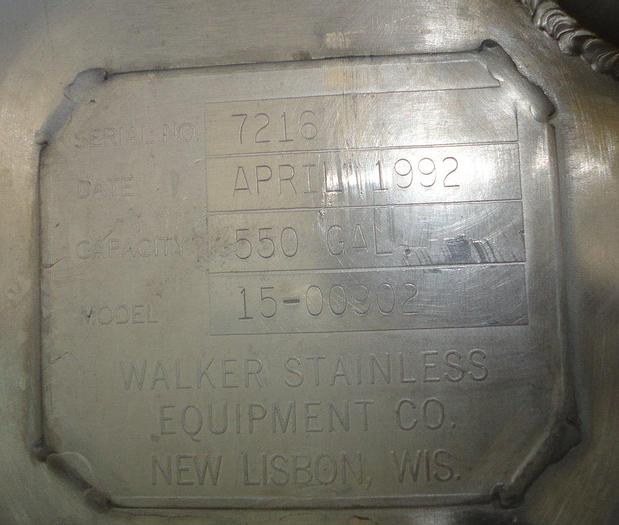 SERIAL NO. 7216
DATE APRIL 1992
CAPACITY 550 GAL.
MODEL 15-00302
WALKER STAINLESS
EQUIPMENT CO.
NEW LISBON, WIS.